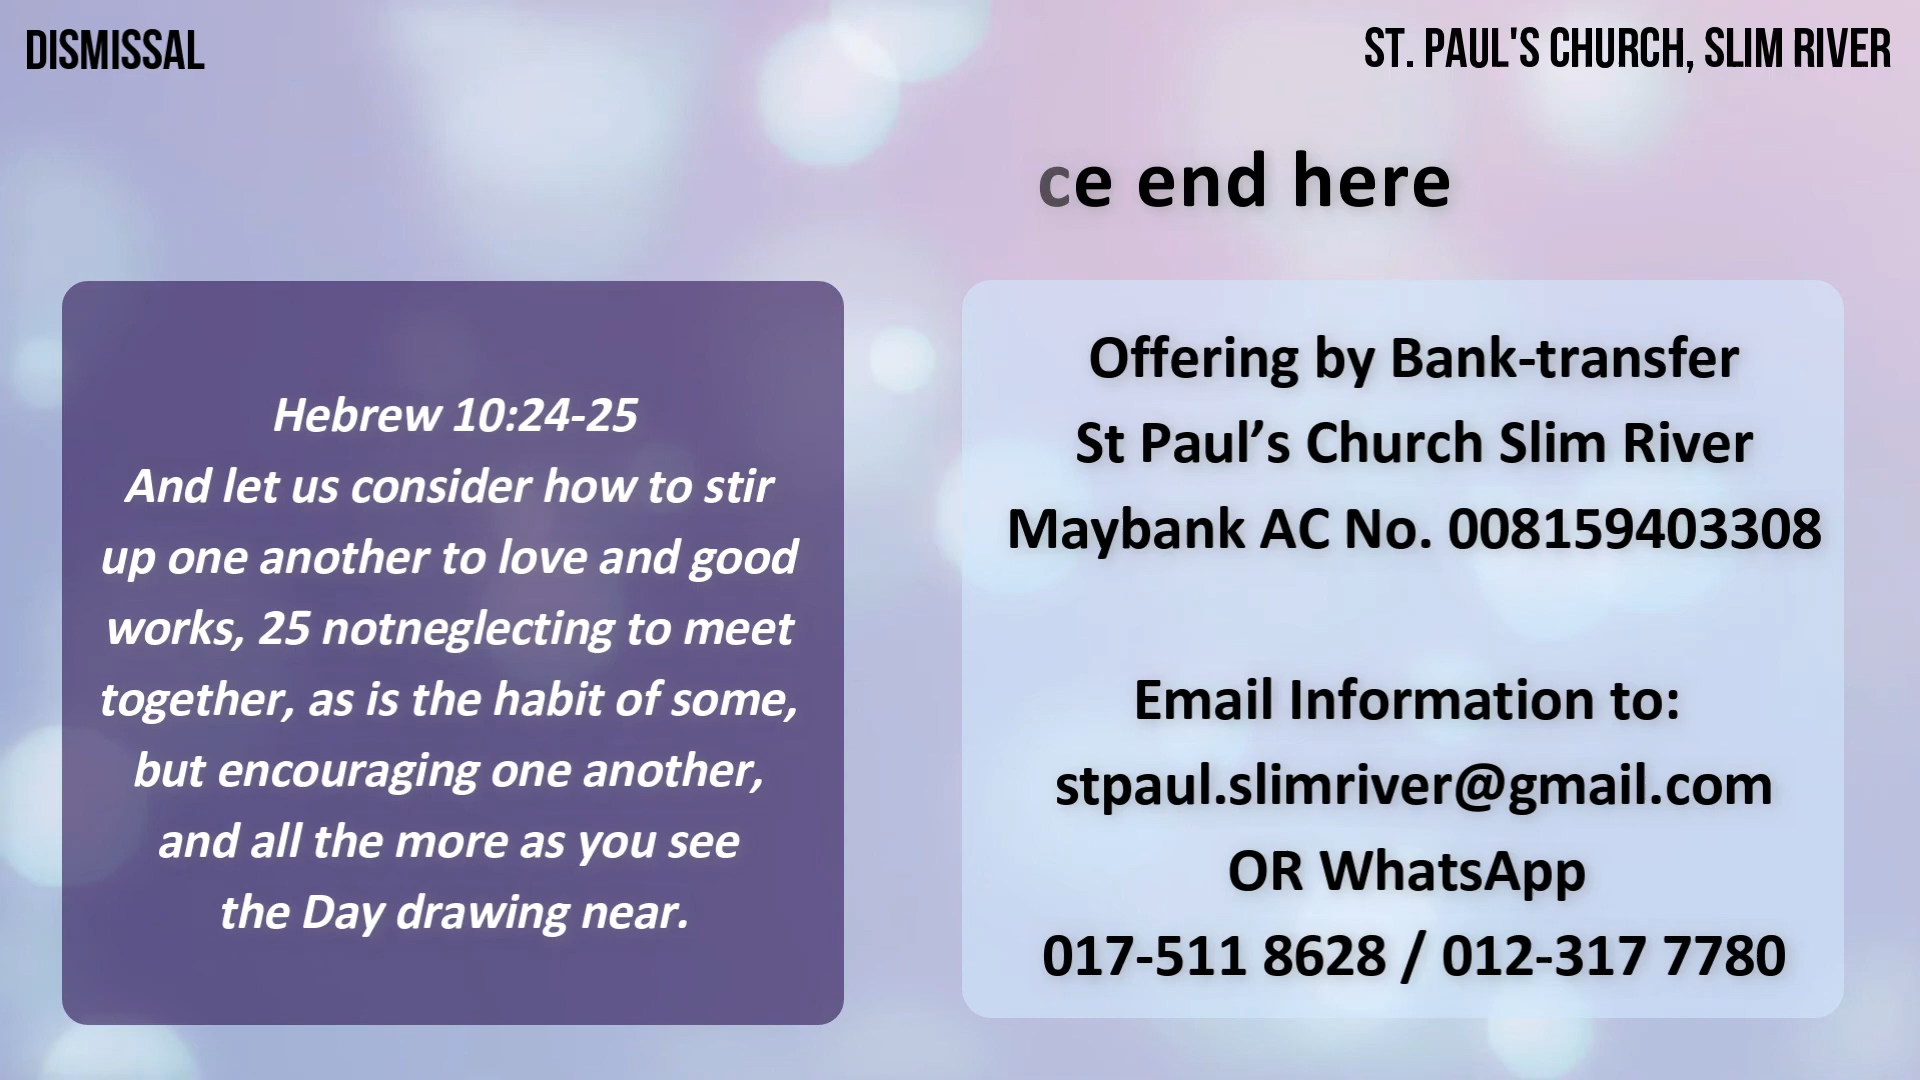 DISMISSAL
ST. PAUL'S CHURCH, SLIM RIVER
ce end here
Hebrew 10:24-25
And let us consider how to stir
up one another to love and good
works, 25 notneglecting to meet
together, as is the habit of some,
but encouraging one another,
and all the more as you see
the Day drawing near.
Offering by Bank-transfer
St Paul’s Church Slim River
Maybank AC No. 008159403308
Email Information to:
stpaul.slimriver@gmail.com
OR WhatsApp
017-511 8628 / 012-317 7780